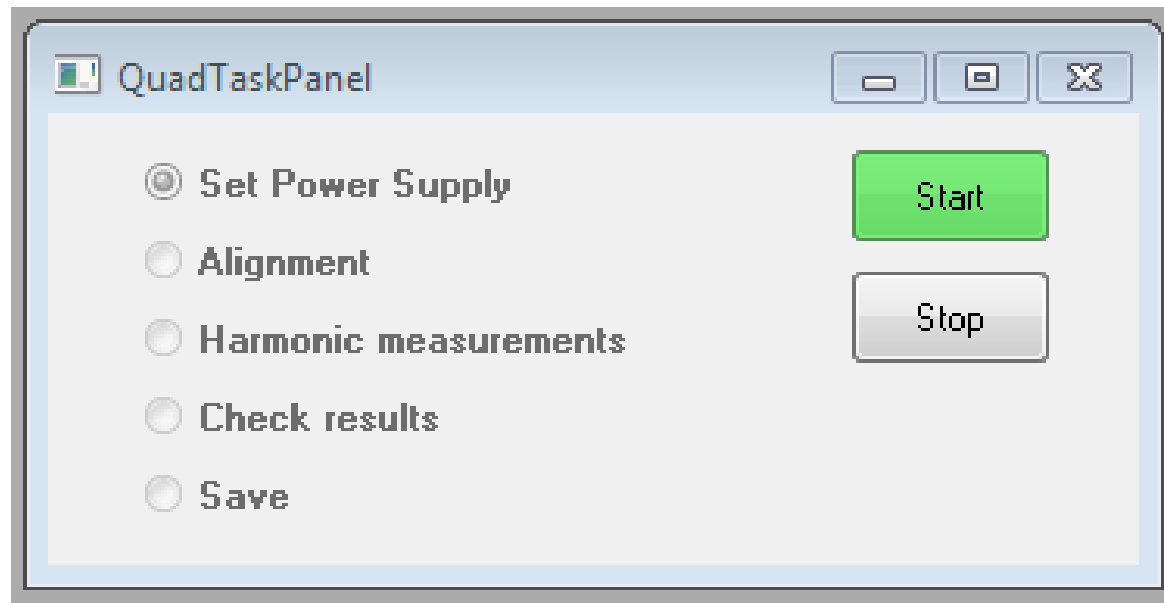 QuadTaskPanel
Set Power Supply
Start
Alignment
Stop
Harmonic measurements
Check results
Save